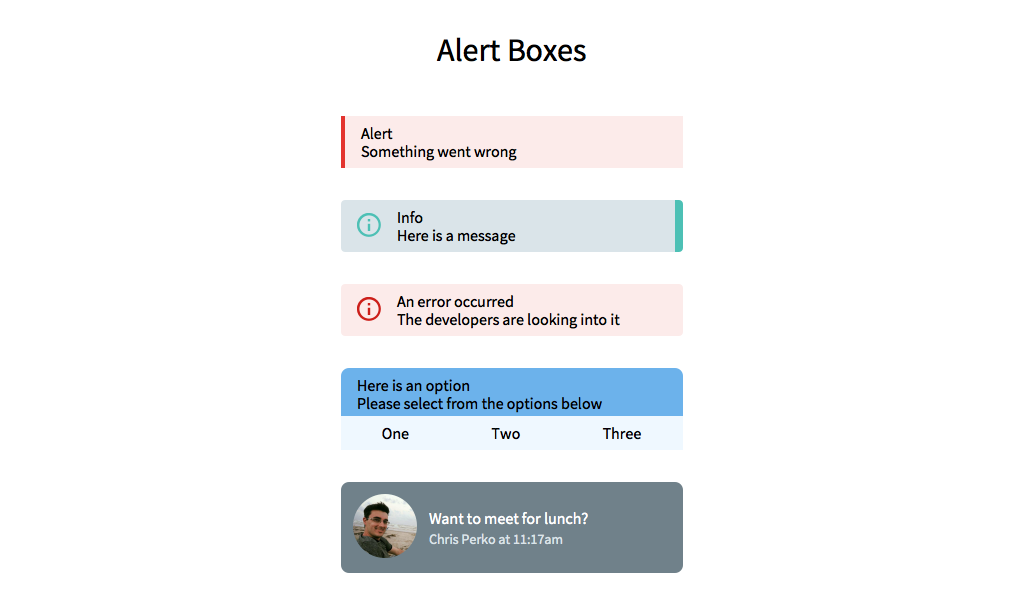 Alert Boxes
Alert
Something went wrong
Info
Here is a message
An error occurred
The developers are looking into it
Here is an option
Please select from the options below
One Two Three
Want to meet for lunch?
Chris Perko at 11:17am